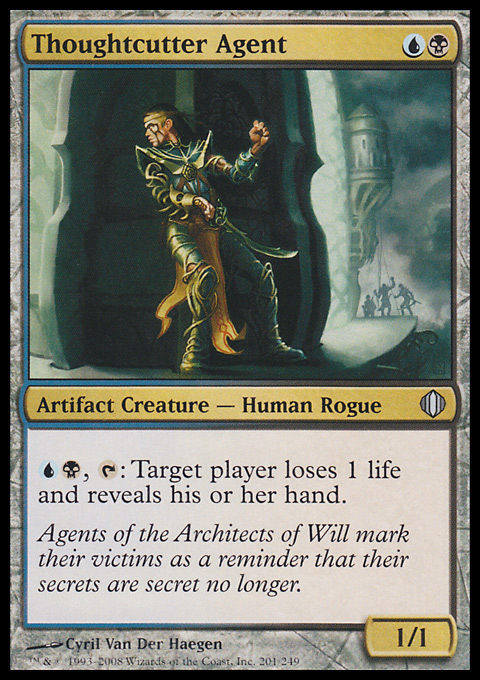 Thoughtcutter Agent
Artifact Creature — Human Rogue
, : Target player loses 1 life
and reveals his or her hand.
Agents of the Architects of Will mark
their victims as a reminder that their
secrets are secret no longer.
Cyril Van Der Haegen
1/1
™ & © 1993–2008 Wizards of the Coast, Inc. 201/249